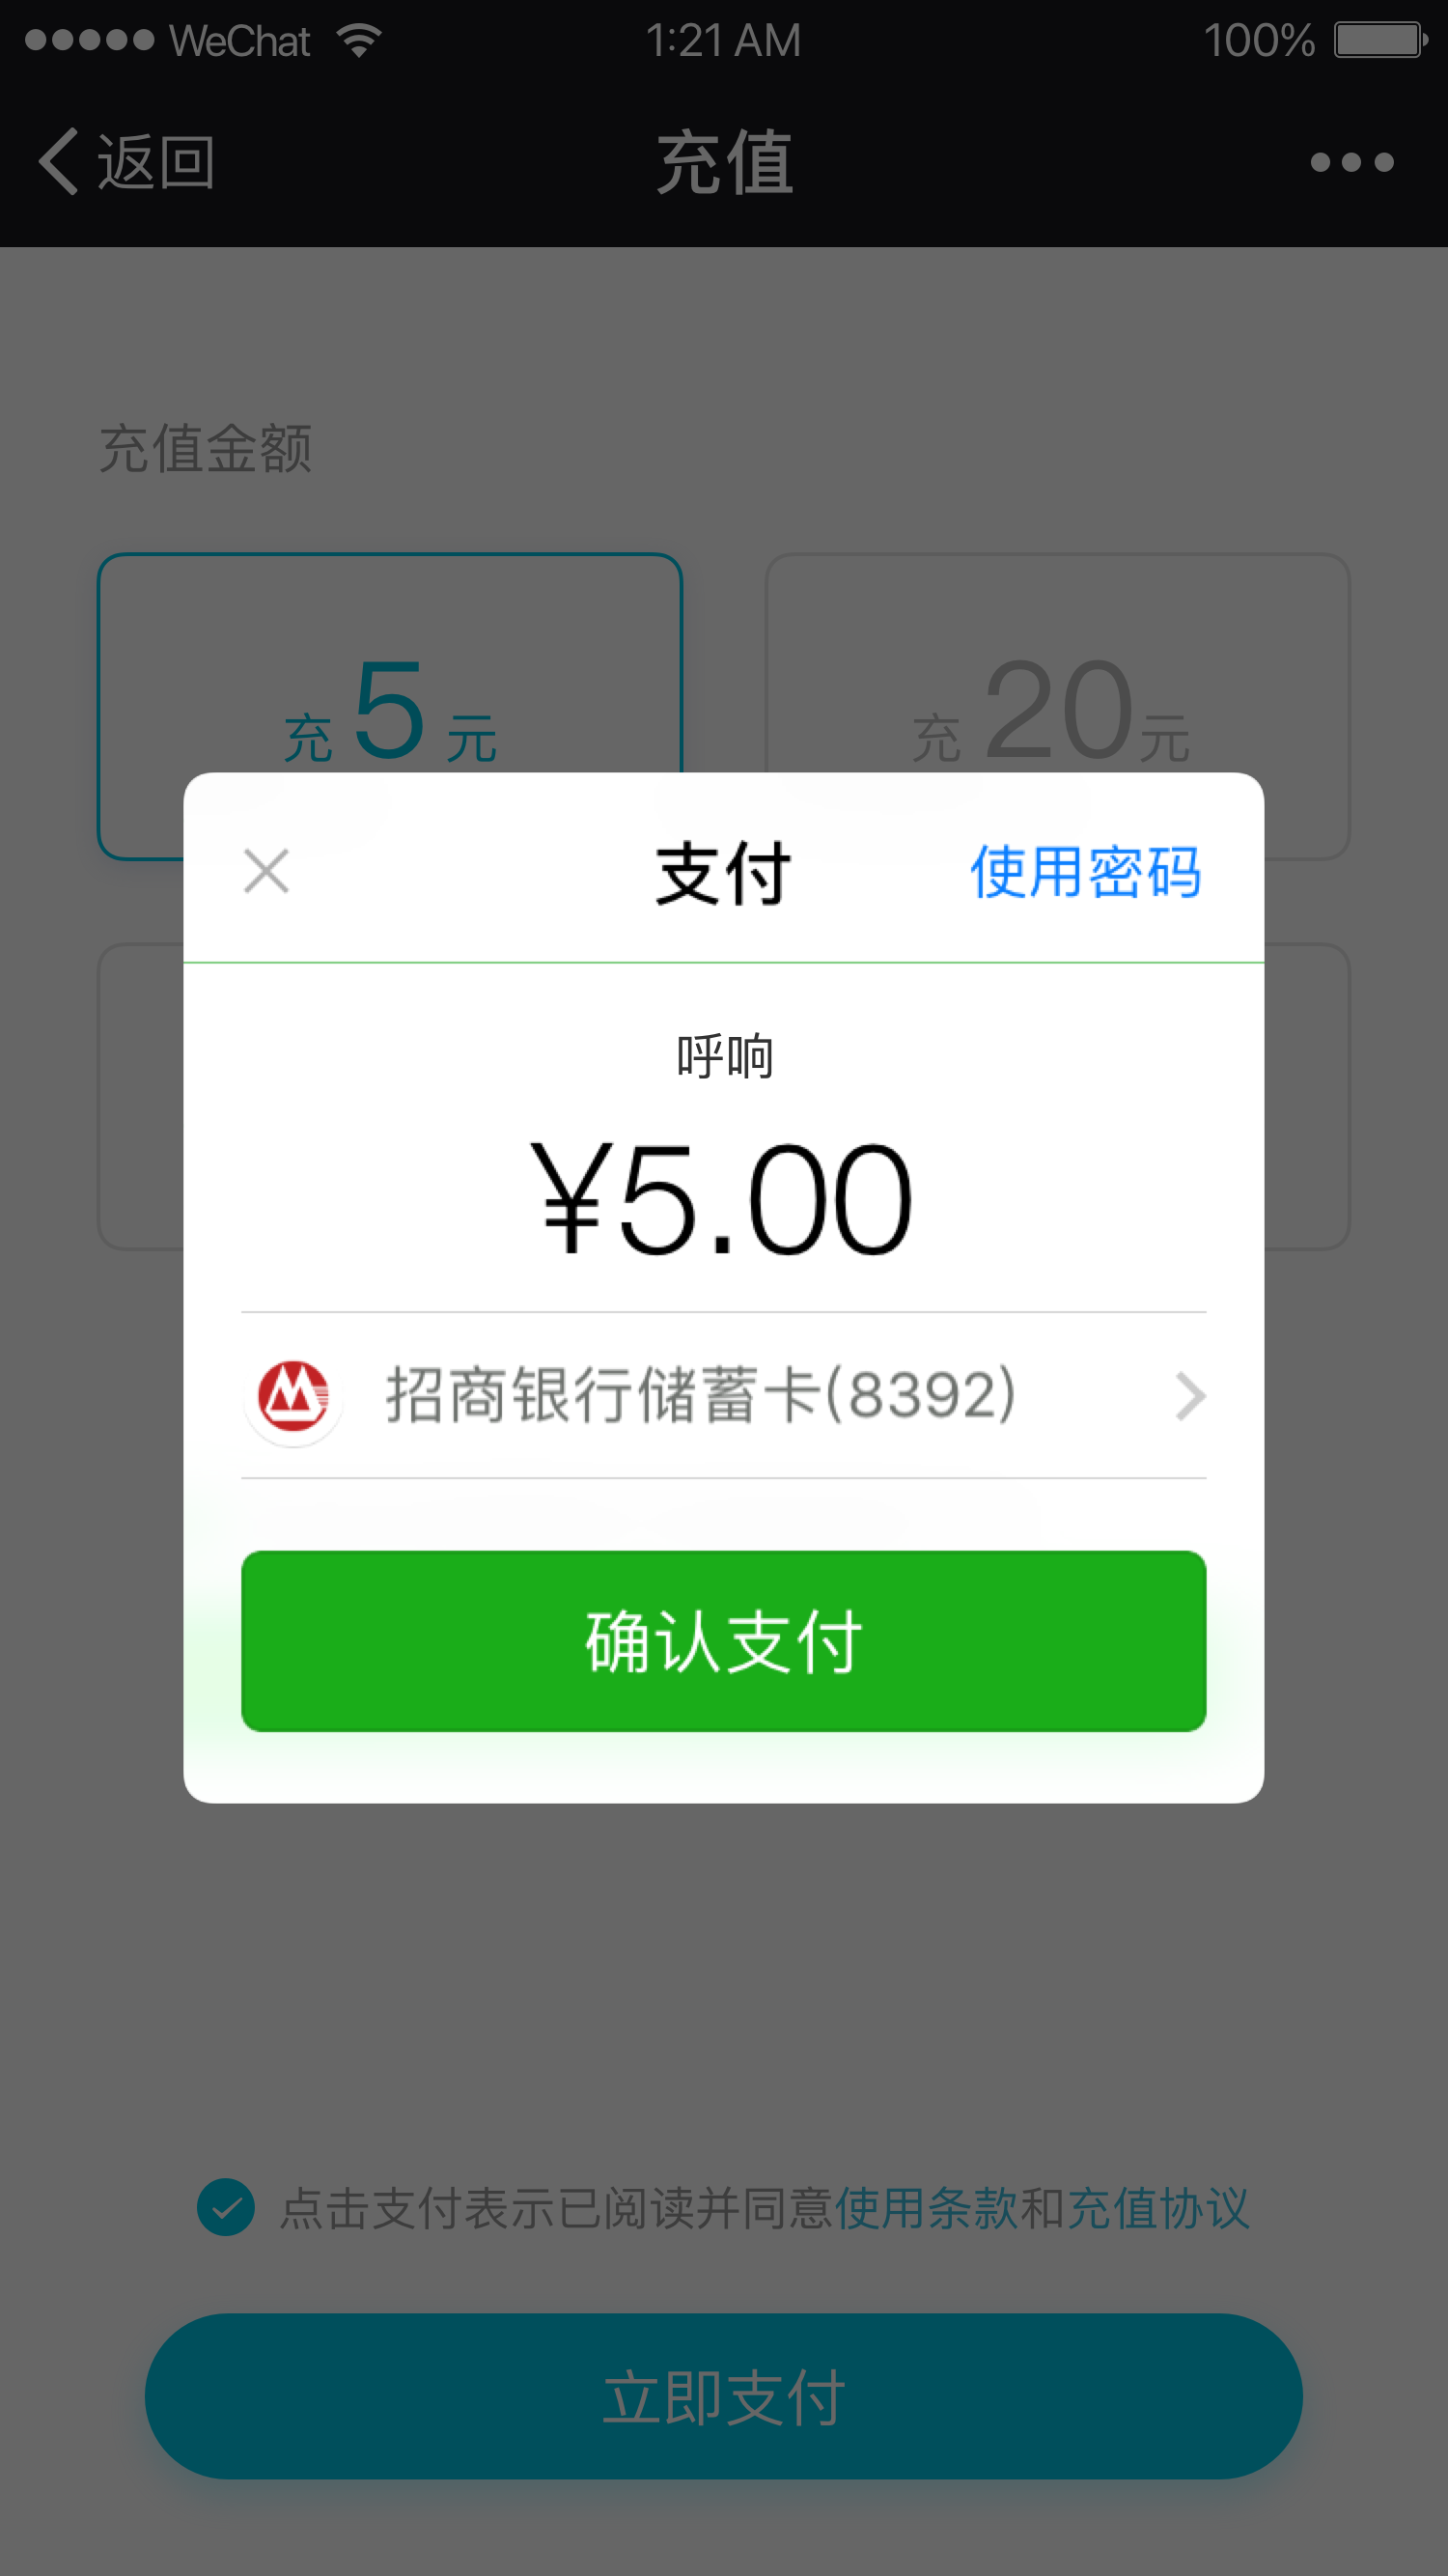 WeChat 1:21 AM 100%
返回 充值
充值金额
充 5 元 充 20 元
支付 使用密码
呼响
¥5.00
招商银行储蓄卡(8392)
确认支付
点击支付表示已阅读并同意使用条款和充值协议
立即支付